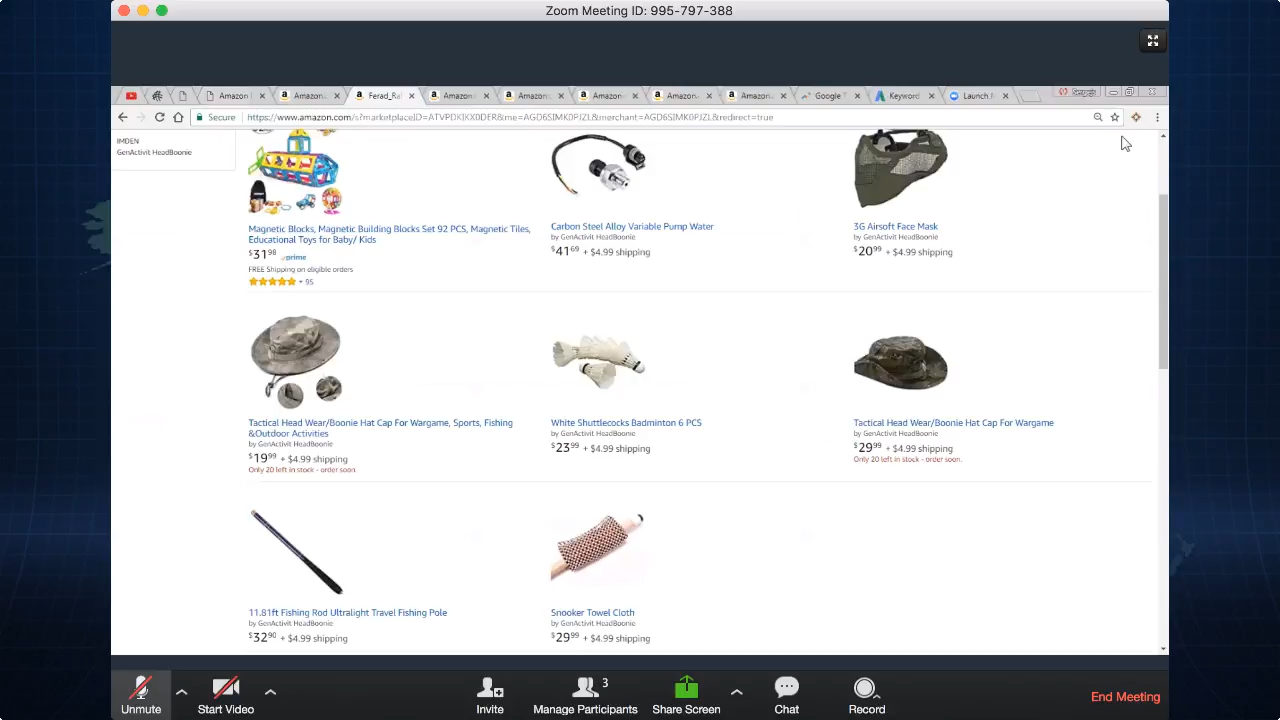 Zoom Meeting ID: 995-797-388
Amazon
Amazon
Ferad_Ra
Amazon
Amazon
Amazon
Amazon
Amazon
Google T
Keyword
Launch
Secure https://www.amazon.com/s?marketplaceID=ATVPDKIKX0DER&me=AGD6SIMK0PJZL&merchant=AGD6SIMK0PJZL&redirect=true
IMDEN
GenActivit HeadBoonie
Magnetic Blocks, Magnetic Building Blocks Set 92 PCS, Magnetic Tiles,
Educational Toys for Baby/ Kids
$31 98 prime
FREE Shipping on eligible orders
95
Carbon Steel Alloy Variable Pump Water
by GenActivit HeadBoonie
$41 69 + $4.99 shipping
3G Airsoft Face Mask
by GenActivit HeadBoonie
$20 99 + $4.99 shipping
Tactical Head Wear/Boonie Hat Cap For Wargame, Sports, Fishing
&Outdoor Activities
by GenActivit HeadBoonie
$19 99 + $4.99 shipping
Only 20 left in stock - order soon
White Shuttlecocks Badminton 6 PCS
by GenActivit HeadBoonie
$23 99 + $4.99 shipping
Tactical Head Wear/Boonie Hat Cap For Wargame
by GenActivit HeadBoonie
$29 99 + $4.99 shipping
Only 20 left in stock - order soon.
11.81ft Fishing Rod Ultralight Travel Fishing Pole
by GenActivit HeadBoonie
$32 90 + $4.99 shipping
Snooker Towel Cloth
by GenActivit HeadBoonie
$29 99 + $4.99 shipping
Unmute
Start Video
Invite
3
Manage Participants
Share Screen
Chat
Record
End Meeting